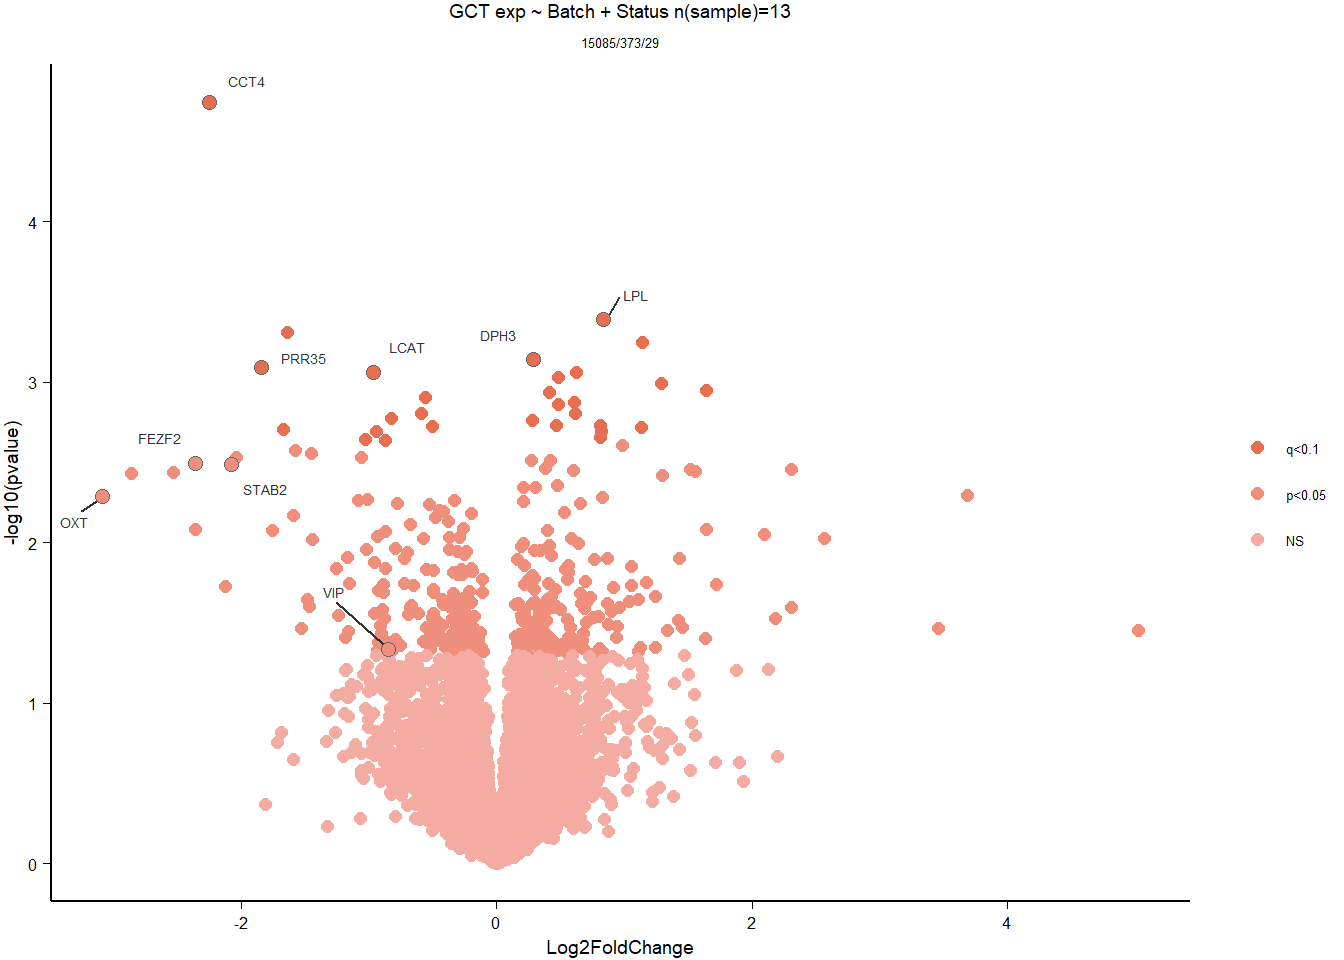 GCT exp ~ Batch + Status n(sample)=13
15085/373/29
CCT4
4
LPL
DPH3
LCAT
PRR35
3
FEZF2
STAB2
OXT
2
VIP
1
0
-log10(pvalue)
q<0.1
p<0.05
NS
-2
0
2
4
Log2FoldChange